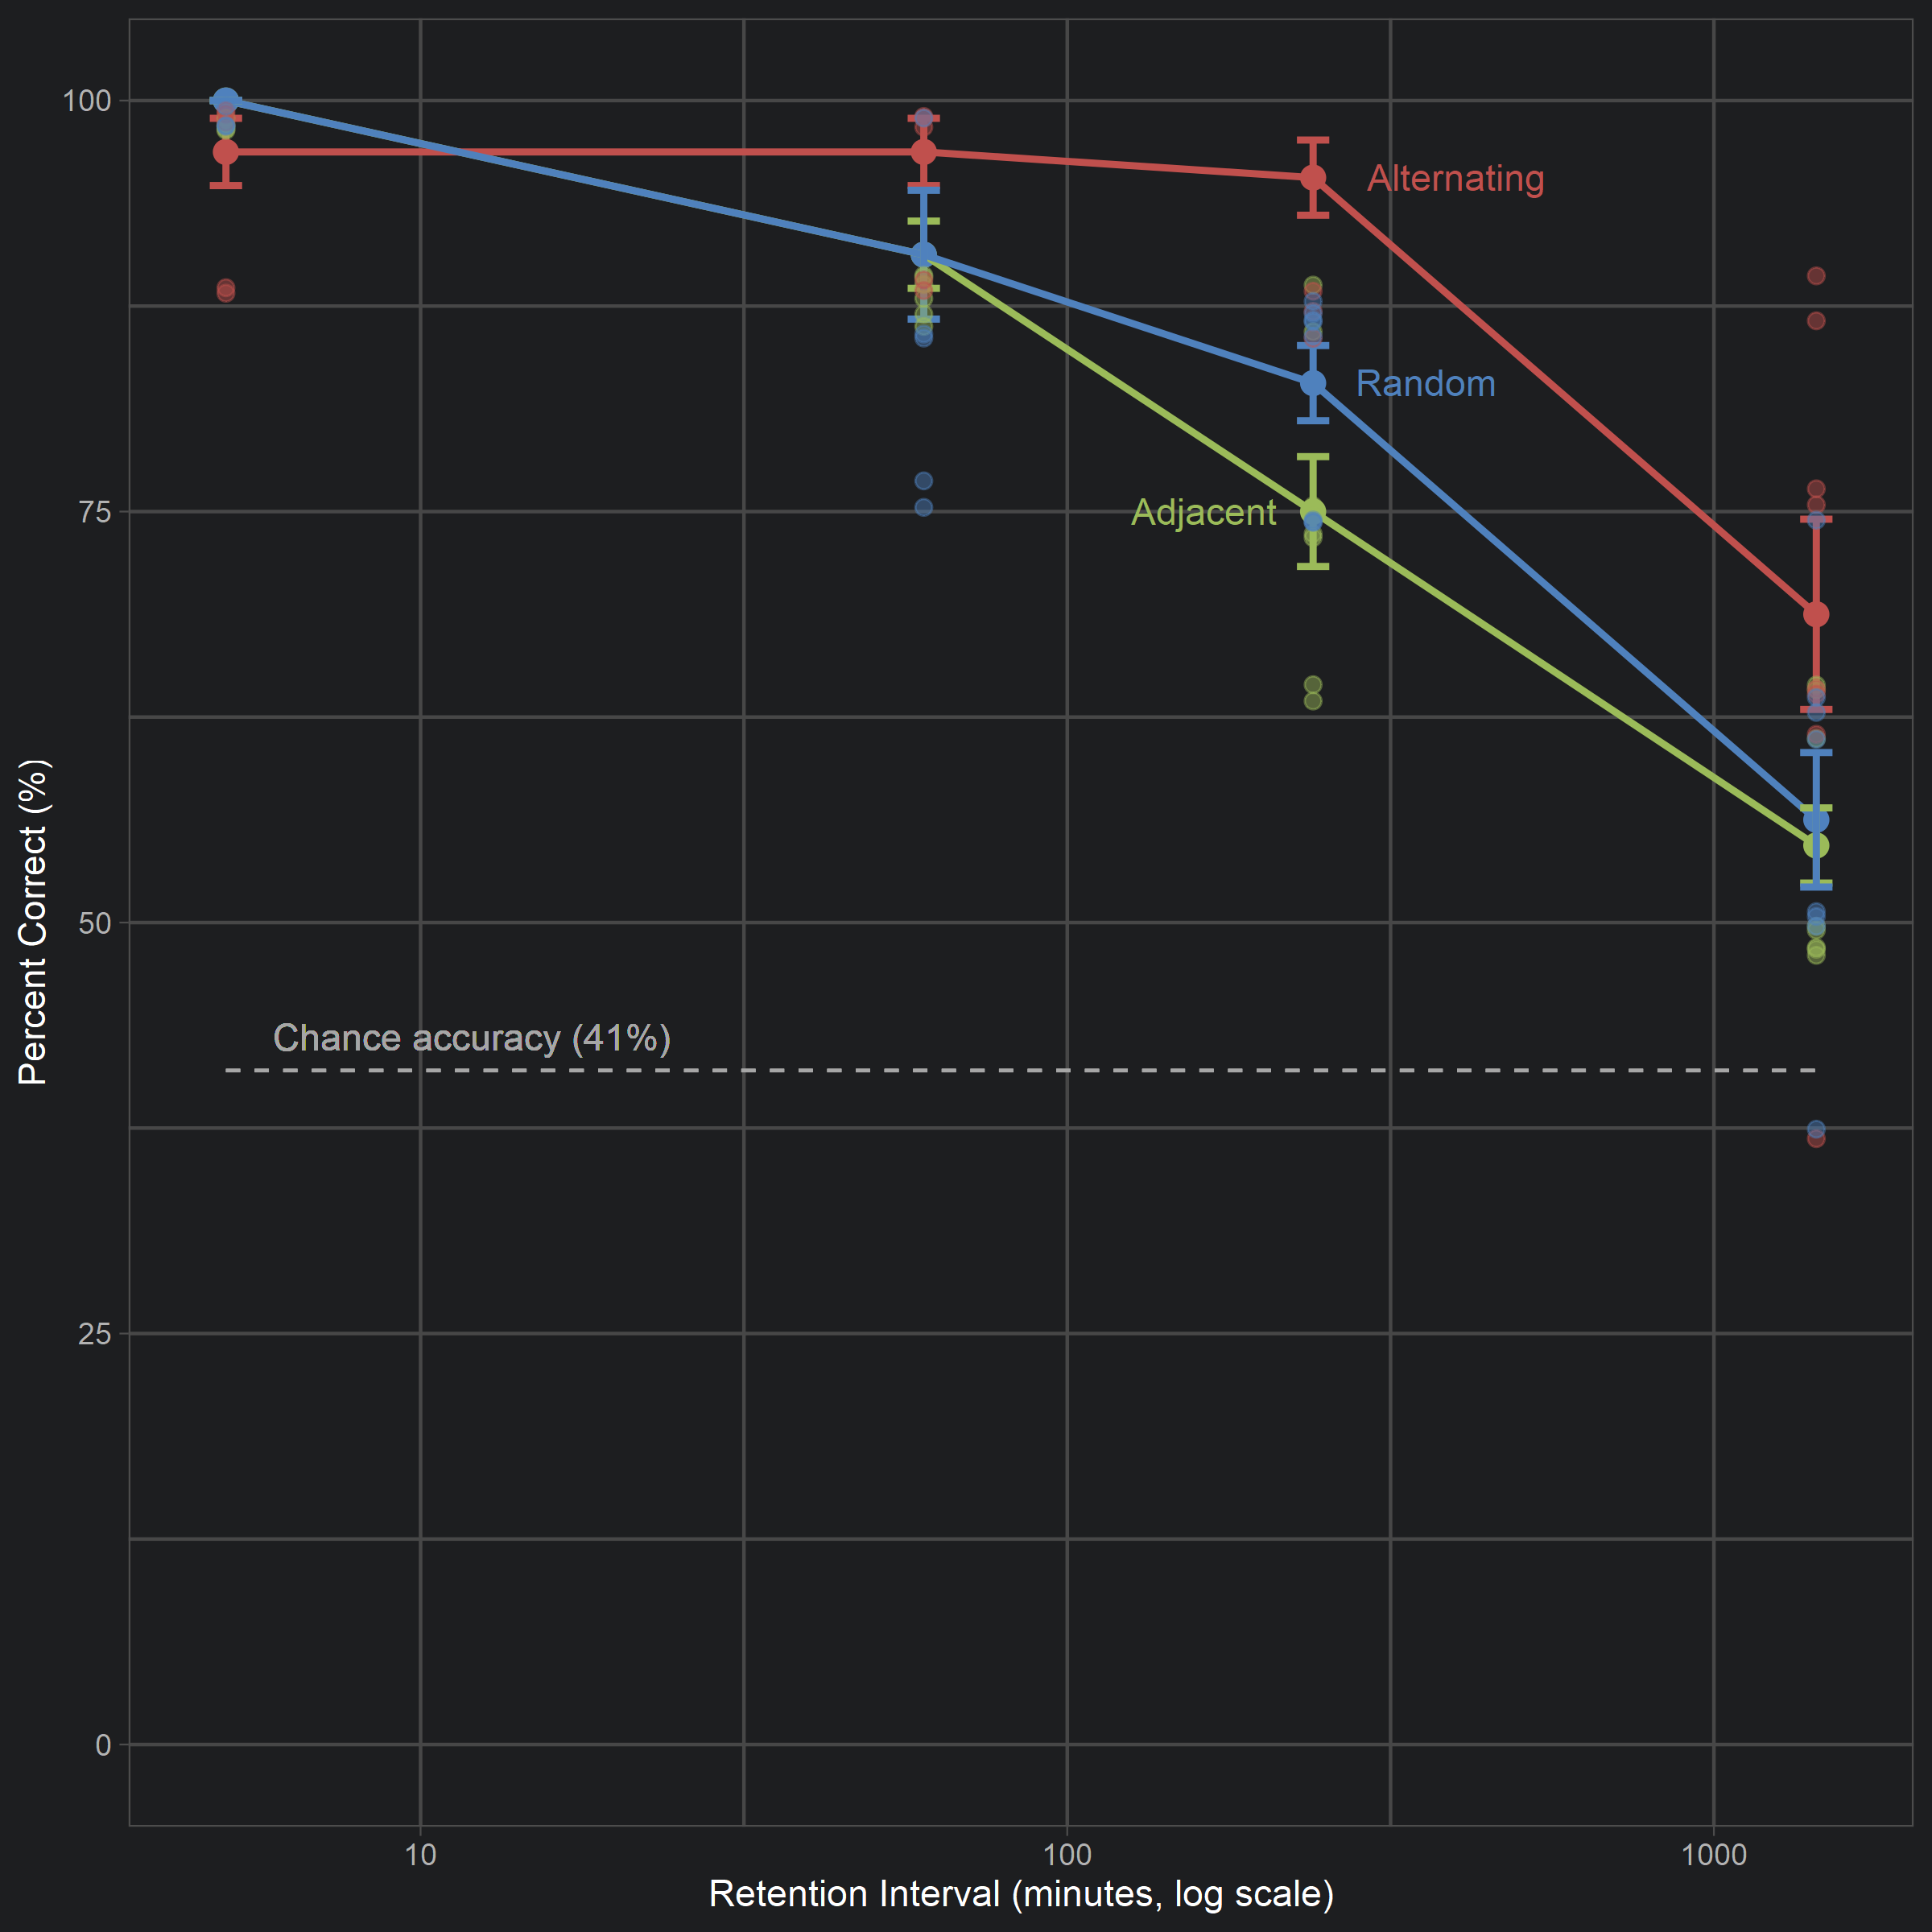 100
75
50
25
0
Percent Correct (%)
Alternating
Random
Adjacent
Chance accuracy (41%)
10
100
1000
Retention Interval (minutes, log scale)